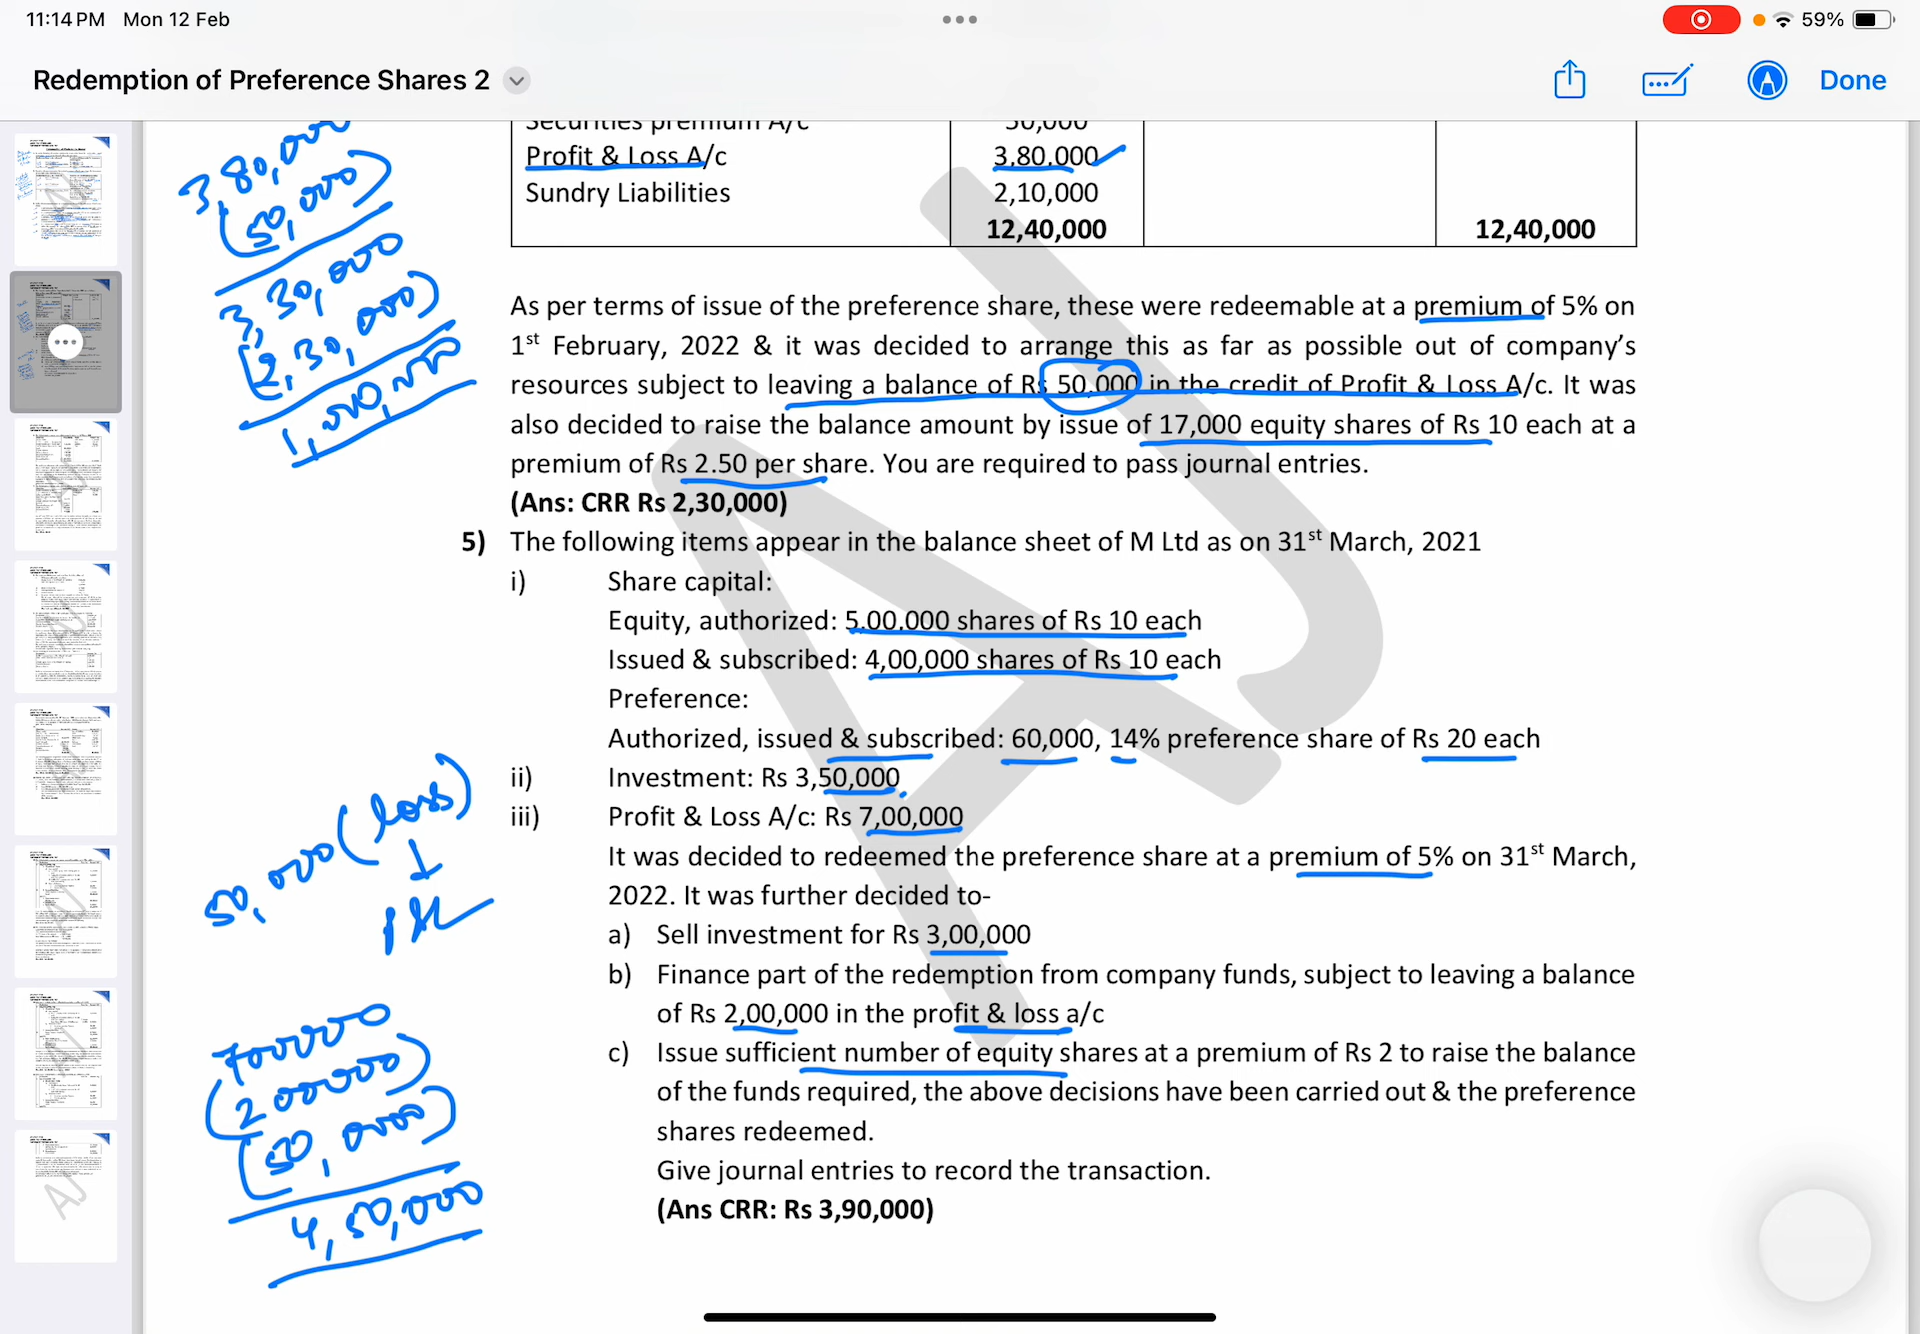 11:14 PM Mon 12 Feb
59%
Redemption of Preference Shares 2
Done
Securities premium A/c 50,000
Profit & Loss A/c 3,80,000
Sundry Liabilities 2,10,000
12,40,000 12,40,000
3,80,000
(50,000)
3,30,000
(2,30,000)
1,00,000
As per terms of issue of the preference share, these were redeemable at a premium of 5% on
1st February, 2022 & it was decided to arrange this as far as possible out of company's
resources subject to leaving a balance of Rs 50,000 in the credit of Profit & Loss A/c. It was
also decided to raise the balance amount by issue of 17,000 equity shares of Rs 10 each at a
premium of Rs 2.50 per share. You are required to pass journal entries.
(Ans: CRR Rs 2,30,000)
5) The following items appear in the balance sheet of M Ltd as on 31st March, 2021
i) Share capital:
Equity, authorized: 5,00,000 shares of Rs 10 each
Issued & subscribed: 4,00,000 shares of Rs 10 each
Preference:
Authorized, issued & subscribed: 60,000, 14% preference share of Rs 20 each
ii) Investment: Rs 3,50,000
iii) Profit & Loss A/c: Rs 7,00,000
It was decided to redeemed the preference share at a premium of 5% on 31st March,
2022. It was further decided to-
a) Sell investment for Rs 3,00,000
b) Finance part of the redemption from company funds, subject to leaving a balance
of Rs 2,00,000 in the profit & loss a/c
c) Issue sufficient number of equity shares at a premium of Rs 2 to raise the balance
of the funds required, the above decisions have been carried out & the preference
shares redeemed.
Give journal entries to record the transaction.
(Ans CRR: Rs 3,90,000)
50,000 (loss)
700000
(200000)
(50,000)
4,50,000
AJ